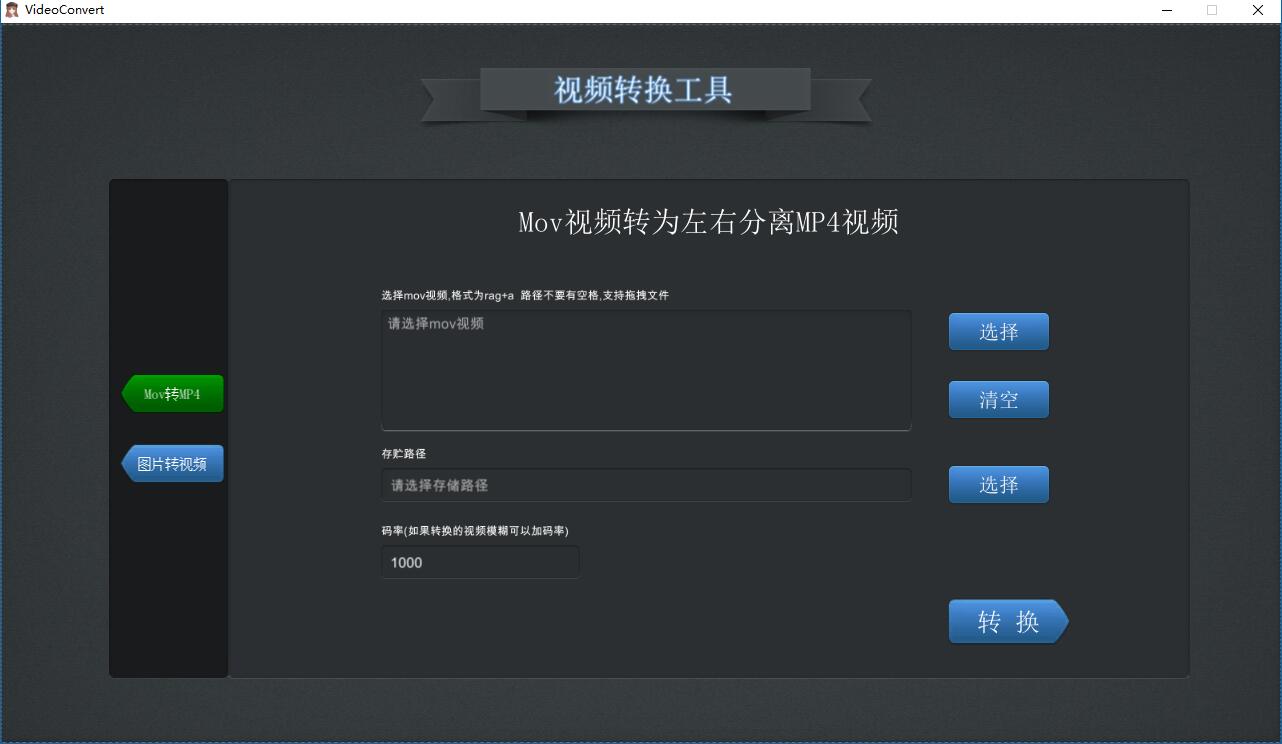 VideoConvert
视频转换工具
Mov视频转为左右分离MP4视频
选择mov视频,格式为rag+a 路径不要有空格,支持拖拽文件
请选择mov视频
选择
清空
Mov转MP4
图片转视频
存贮路径
请选择存储路径
选择
码率(如果转换的视频模糊可以加码率)
1000
转 换